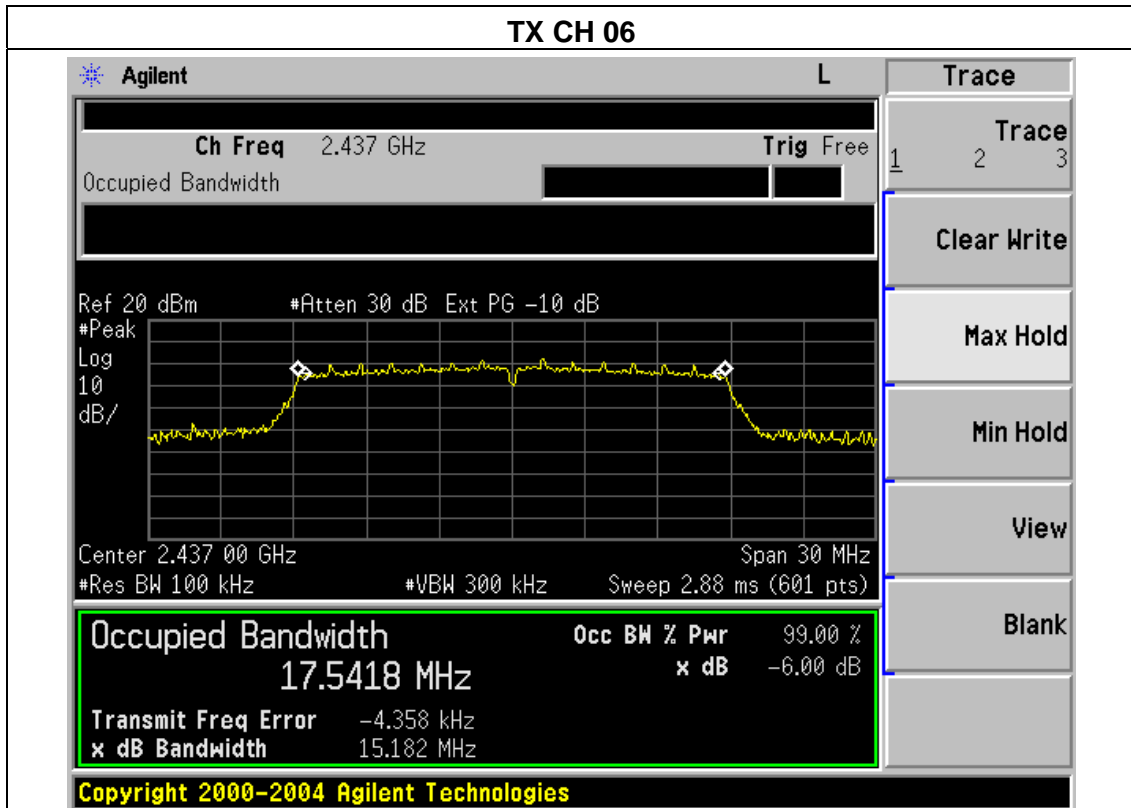 TX CH 06
Agilent L Trace
Ch Freq 2.437 GHz Trig Free
Occupied Bandwidth
Trace
1 2 3
Clear Write
Max Hold
Min Hold
View
Blank
Ref 20 dBm #Atten 30 dB Ext PG -10 dB
#Peak
Log
10
dB/
Center 2.437 00 GHz Span 30 MHz
#Res BW 100 kHz #VBW 300 kHz Sweep 2.88 ms (601 pts)
Occupied Bandwidth Occ BW % Pwr 99.00 %
17.5418 MHz x dB -6.00 dB
Transmit Freq Error -4.358 kHz
x dB Bandwidth 15.182 MHz
Copyright 2000-2004 Agilent Technologies